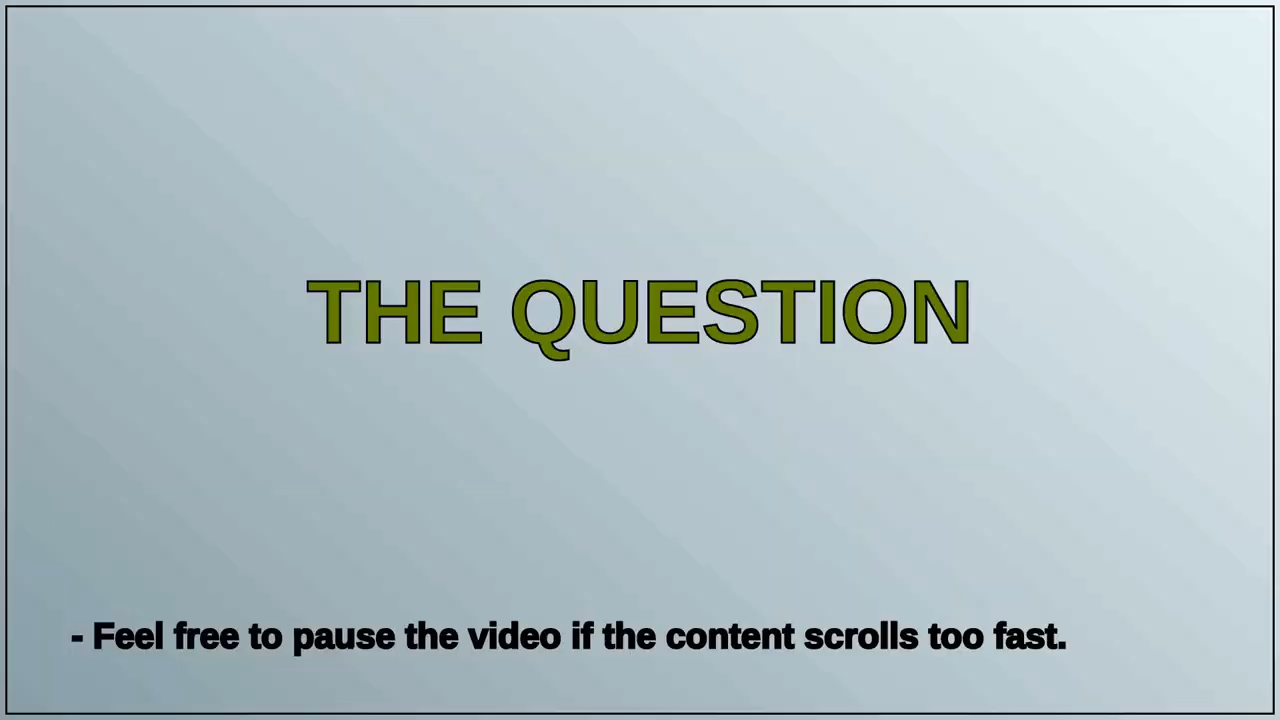 THE QUESTION
- Feel free to pause the video if the content scrolls too fast.